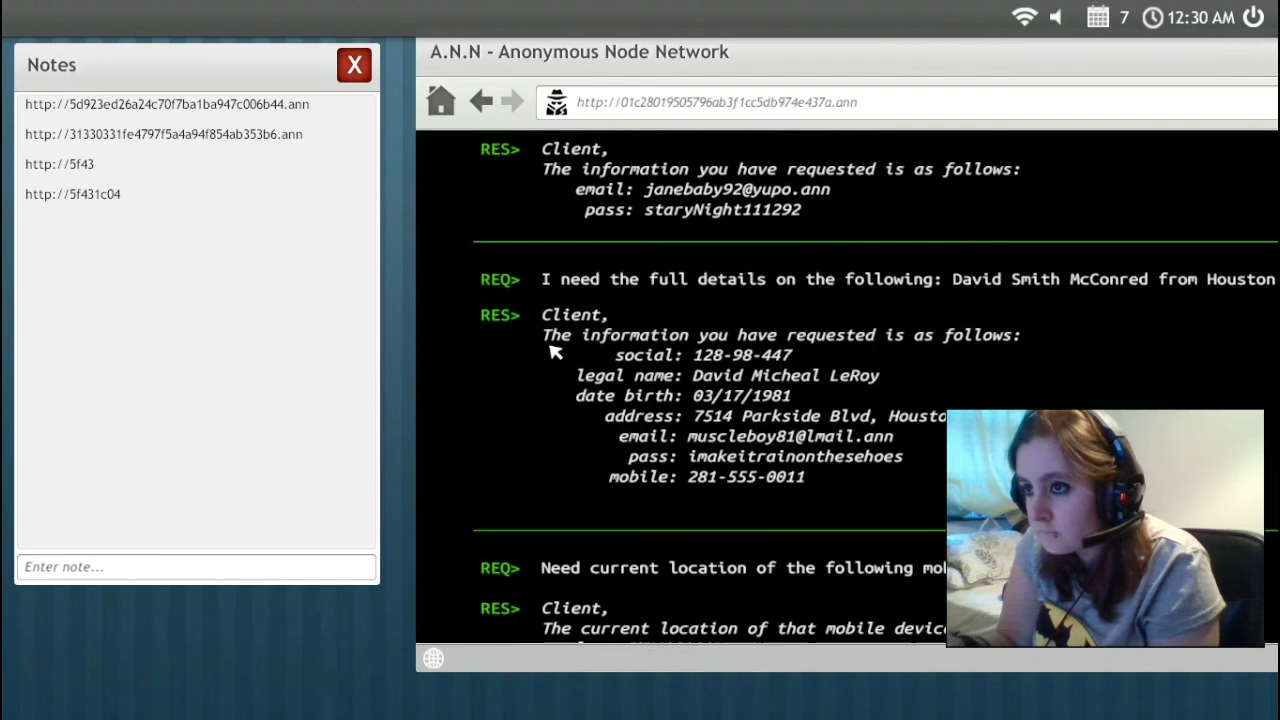 7 12:30 AM
Notes
X
http://5d923ed26a24c70f7ba1ba947c006b44.ann
http://31330331fe4797f5a4a94f854ab353b6.ann
http://5f43
http://5f431c04
Enter note...
A.N.N - Anonymous Node Network
http://01c28019505796ab3f1cc5db974e437a.ann
RES> Client,
The information you have requested is as follows:
email: janebaby92@yupo.ann
pass: staryNight111292
REQ> I need the full details on the following: David Smith McConred from Houston
RES> Client,
The information you have requested is as follows:
social: 128-98-447
legal name: David Micheal LeRoy
date birth: 03/17/1981
address: 7514 Parkside Blvd, Housto
email: muscleboy81@lmail.ann
pass: imakeitrainonthesehoes
mobile: 281-555-0011
REQ> Need current location of the following mo
RES> Client,
The current location of that mobile devic